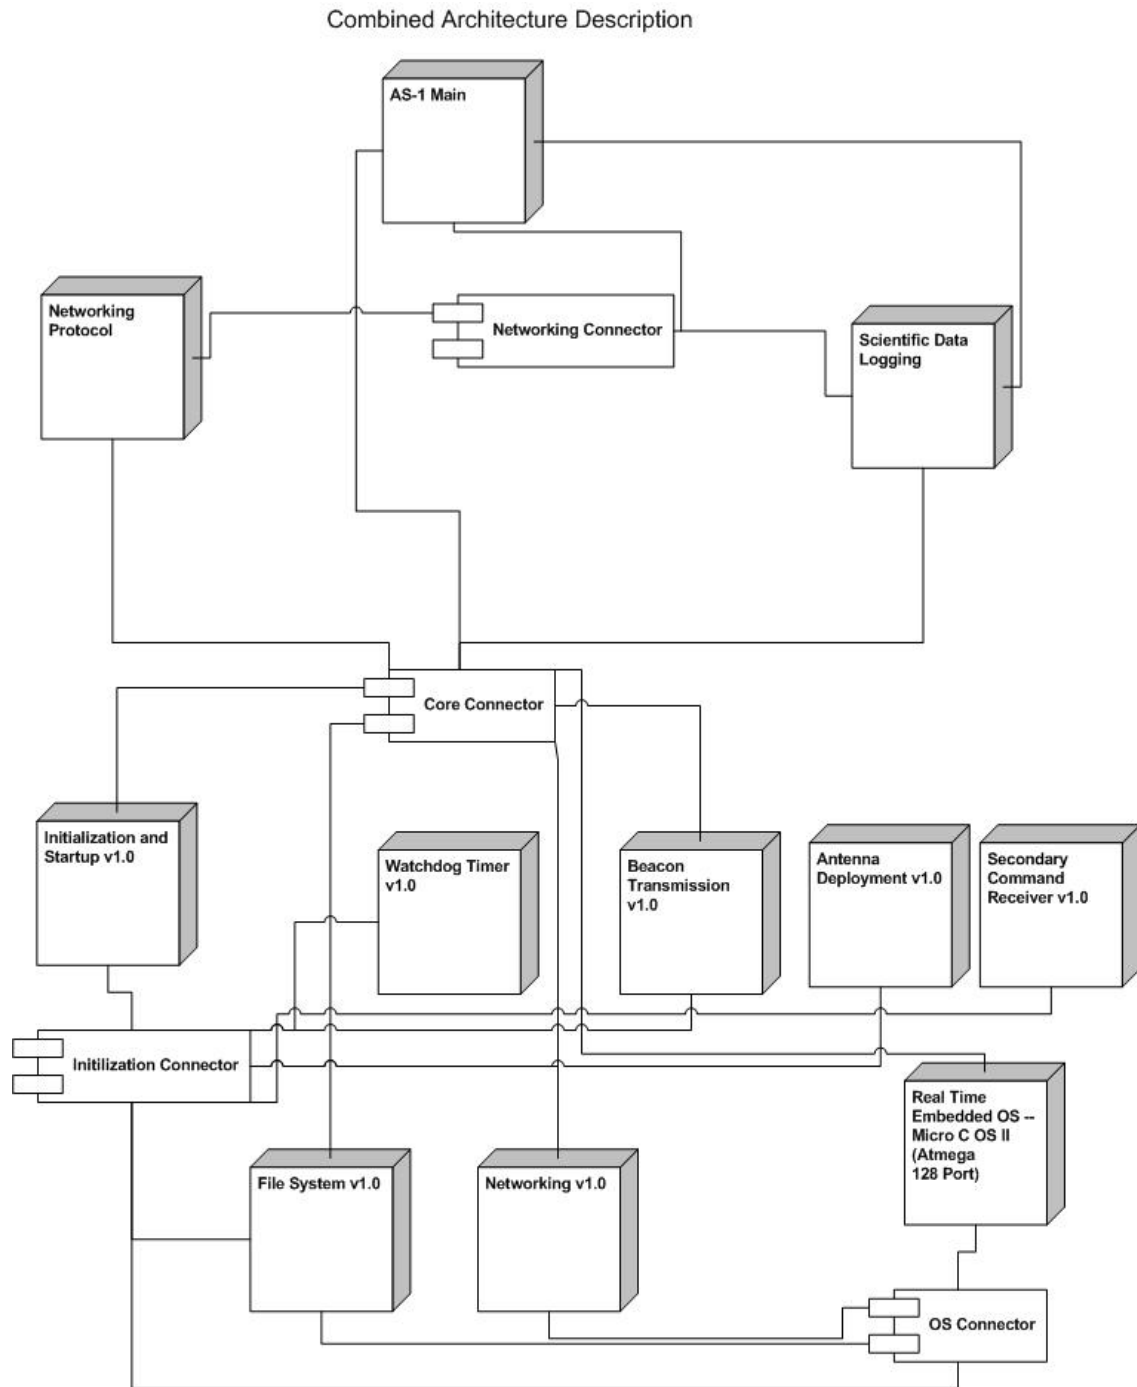 Combined Architecture Description
AS-1 Main
Networking
Protocol
Networking Connector
Scientific Data
Logging
Core Connector
Initialization and
Startup v1.0
Watchdog Timer
v1.0
Beacon
Transmission
v1.0
Antenna
Deployment v1.0
Secondary
Command
Receiver v1.0
Initilization Connector
Real Time
Embedded OS --
Micro C OS II
(Atmega
128 Port)
File System v1.0
Networking v1.0
OS Connector